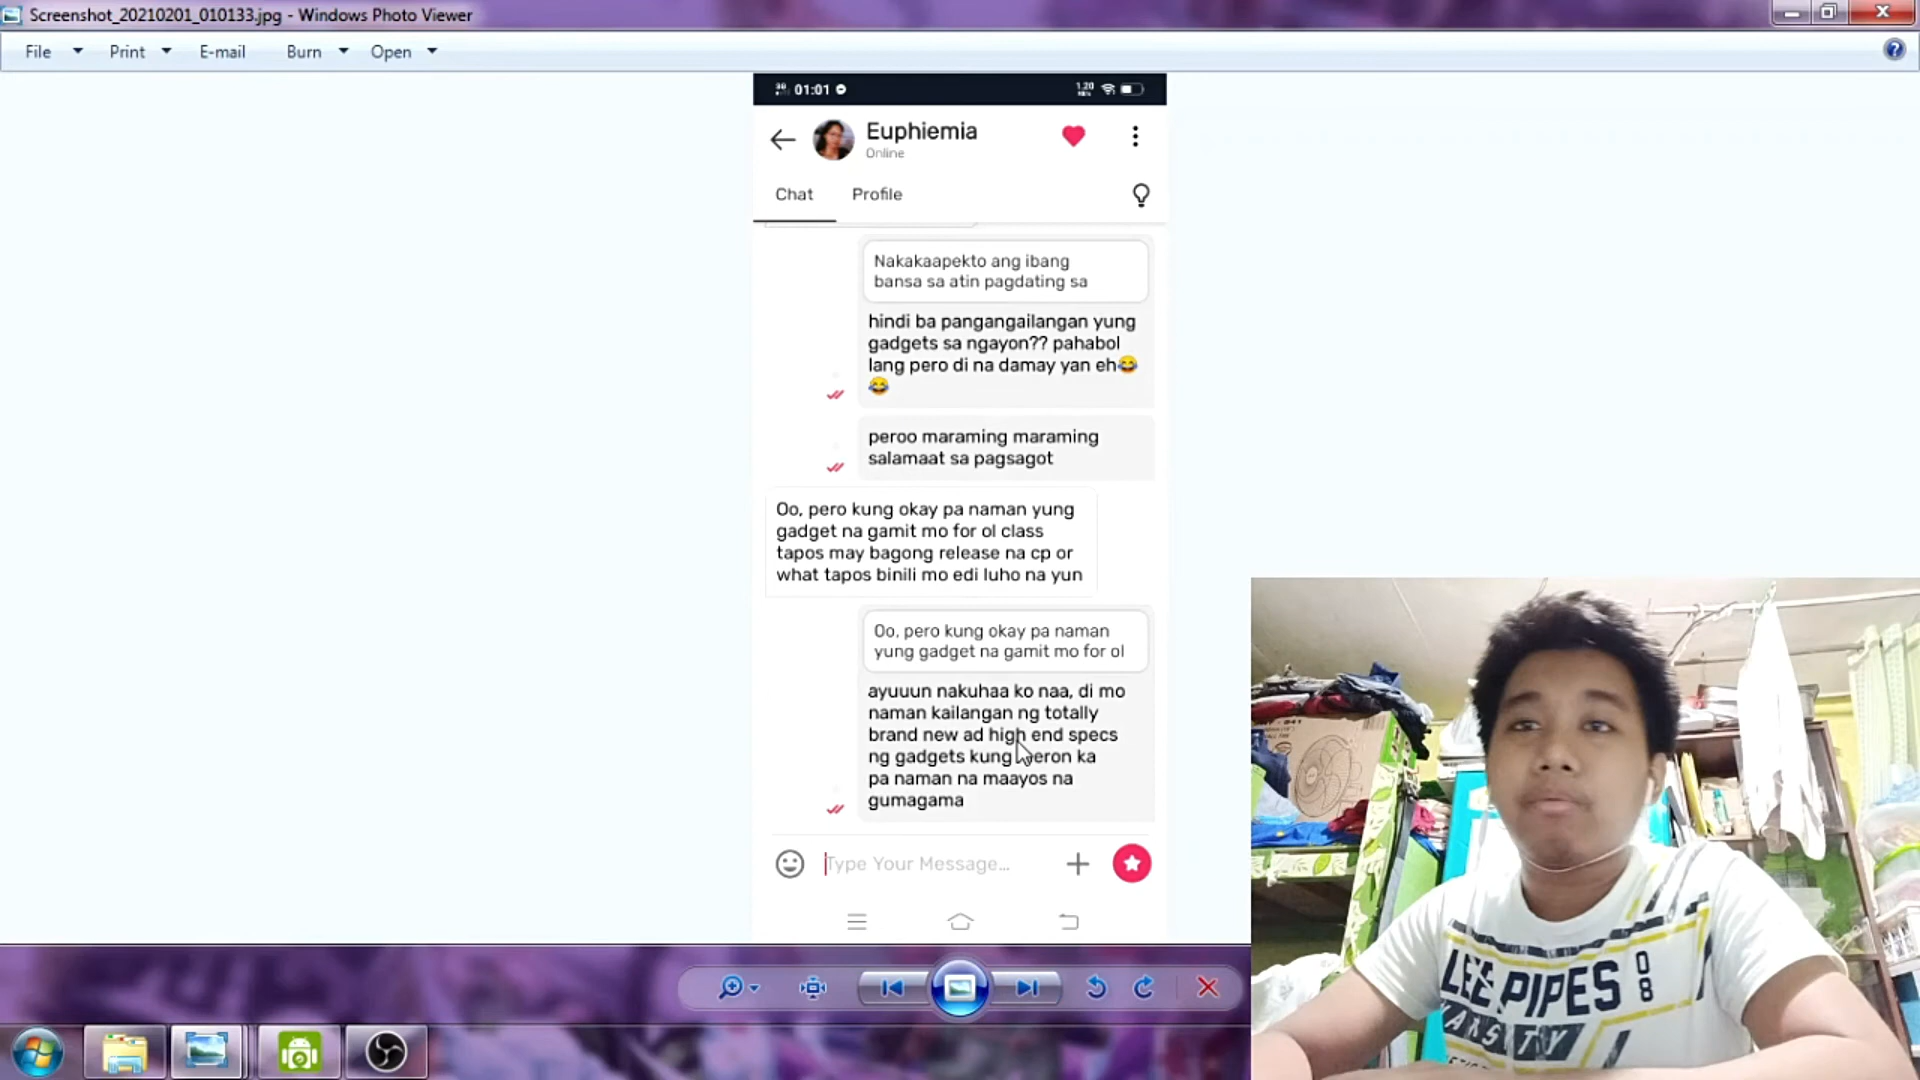 Screenshot_20210201_010133.jpg - Windows Photo Viewer
File Print E-mail Burn Open
01:01
1.20
Euphiemia
Online
Chat Profile
Nakakaapekto ang ibang
bansa sa atin pagdating sa
hindi ba pangangailangan yung
gadgets sa ngayon?? pahabol
lang pero di na damay yan eh😂
😂
peroo maraming maraming
salamaat sa pagsagot
Oo, pero kung okay pa naman yung
gadget na gamit mo for ol class
tapos may bagong release na cp or
what tapos binili mo edi luho na yun
Oo, pero kung okay pa naman
yung gadget na gamit mo for ol
ayuuun nakuhaa ko naa, di mo
naman kailangan ng totally
brand new ad high end specs
ng gadgets kung meron ka
pa naman na maayos na
gumagama
Type Your Message...
LEE PIPES
08